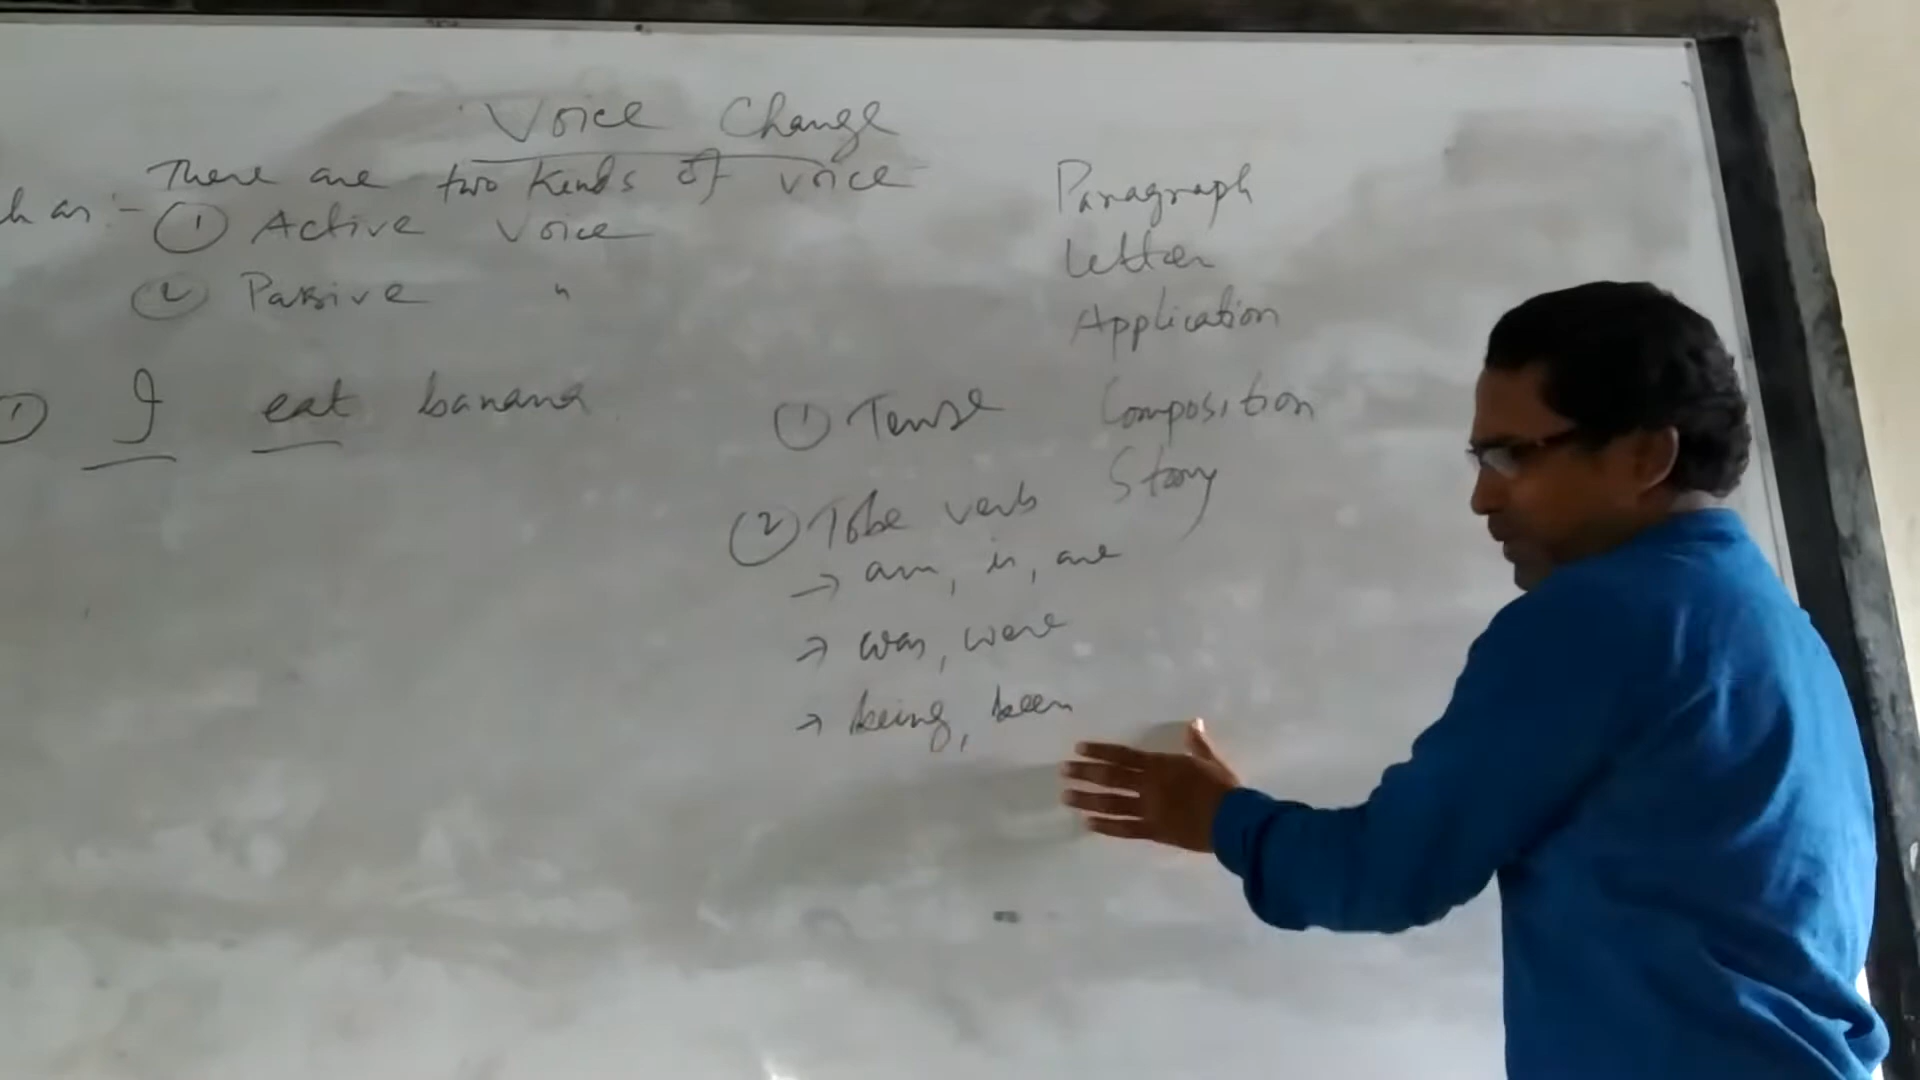 Voice Change
There are two kinds of voice
h as :-
① Active Voice
② Passive "
① I eat banana
Paragraph
Letter
Application
Composition
Story
① Tense
② Tobe verb
→ am, is, are
→ was, were
→ being, been